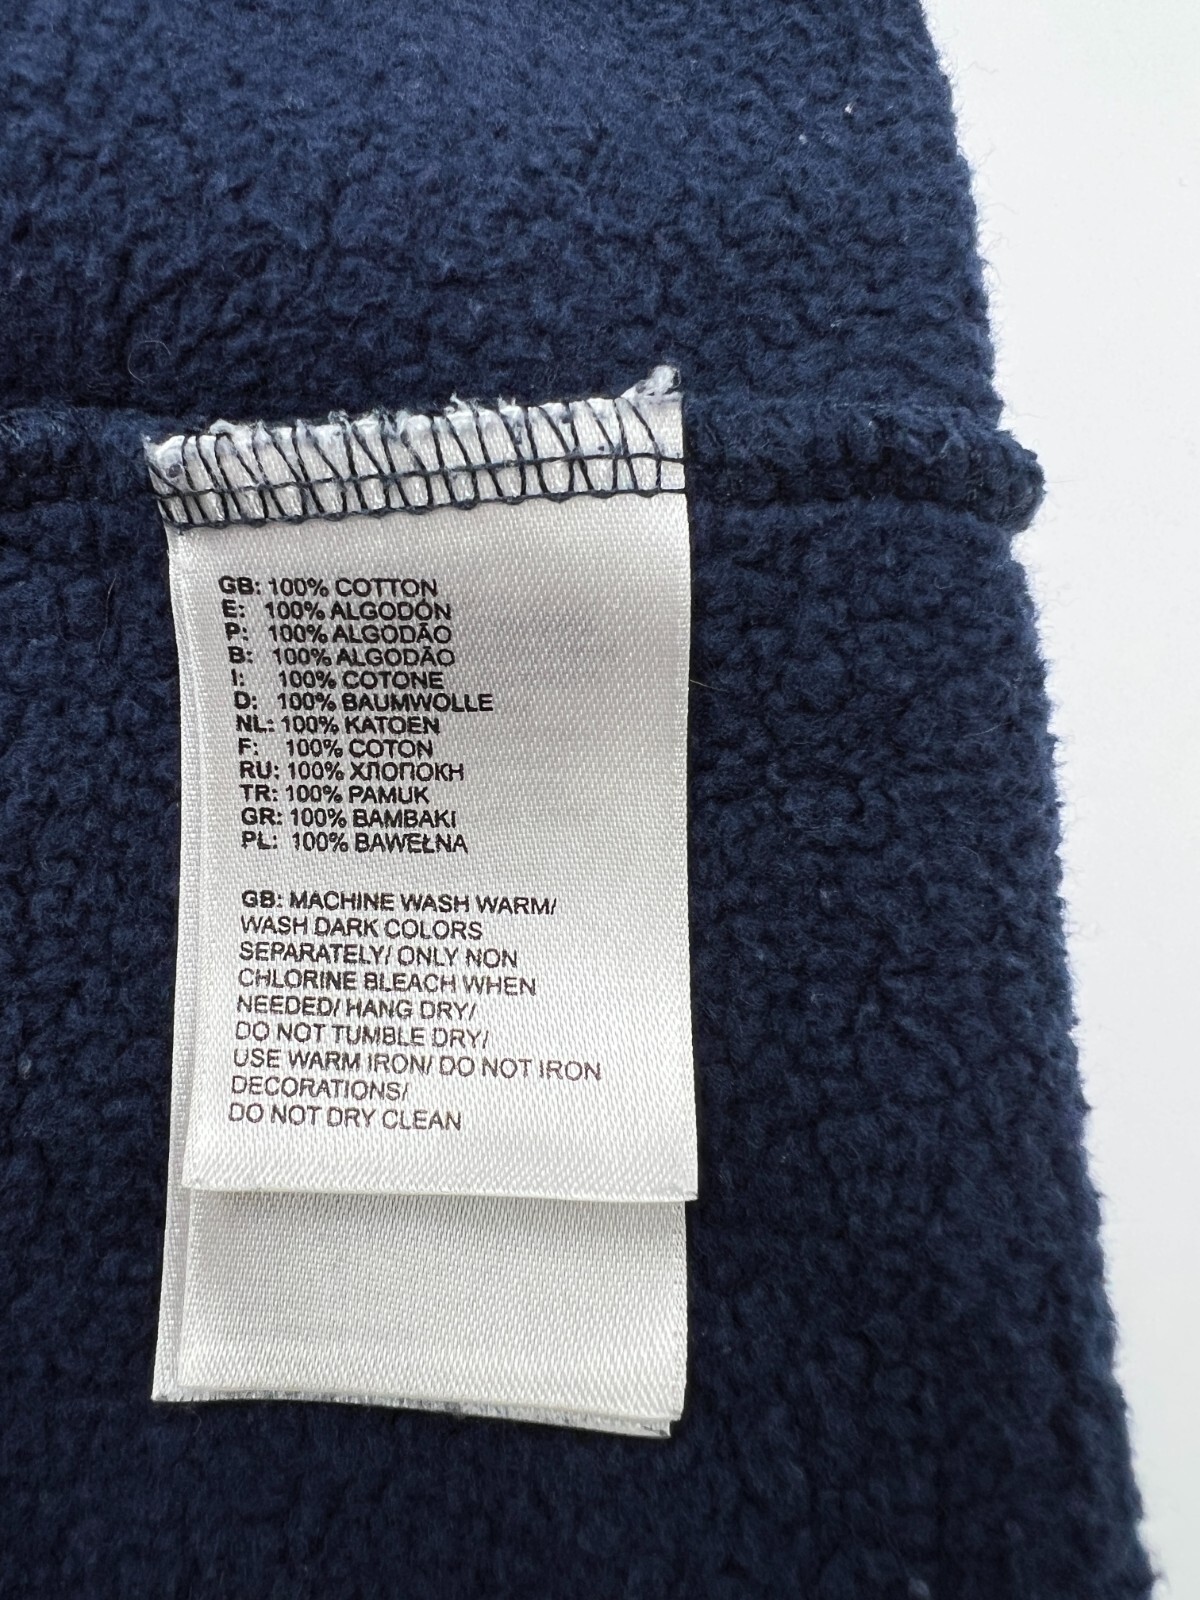 GB: 100% COTTON
E: 100% ALGODÓN
P: 100% ALGODÃO
B: 100% ALGODÃO
I: 100% COTONE
D: 100% BAUMWOLLE
NL: 100% KATOEN
F: 100% COTON
RU: 100% ХЛОПОКН
TR: 100% PAMUK
GR: 100% BAMBAKI
PL: 100% BAWEŁNA
GB: MACHINE WASH WARM/
WASH DARK COLORS
SEPARATELY/ ONLY NON
CHLORINE BLEACH WHEN
NEEDED/ HANG DRY/
DO NOT TUMBLE DRY/
USE WARM IRON/ DO NOT IRON
DECORATIONS/
DO NOT DRY CLEAN